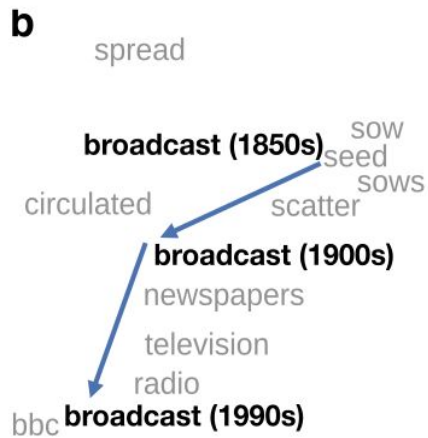 b
spread
sow
broadcast (1850s)
seed
sows
circulated
scatter
broadcast (1900s)
newspapers
television
radio
bbc broadcast (1990s)